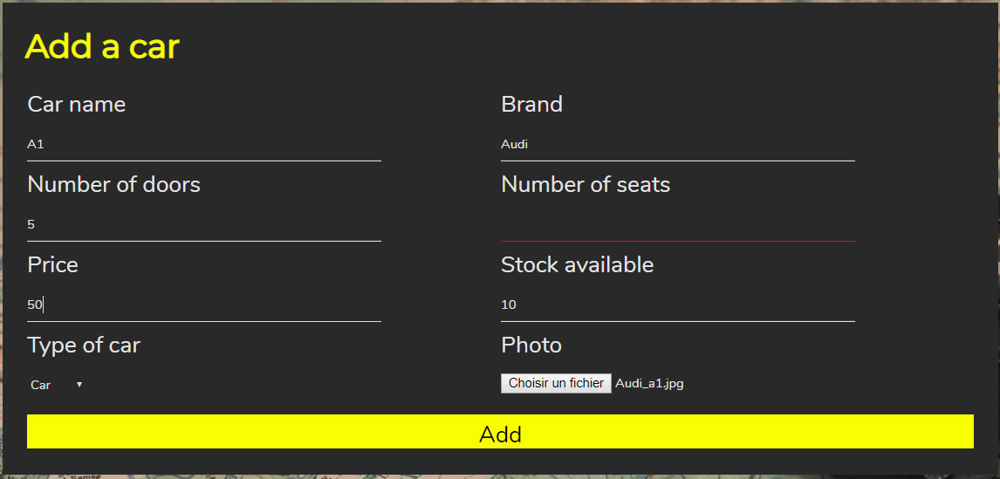 Add a car
Car name
Brand
A1
Audi
Number of doors
Number of seats
5
Price
Stock available
50
10
Type of car
Photo
Car
Choisir un fichier Audi_a1.jpg
Add